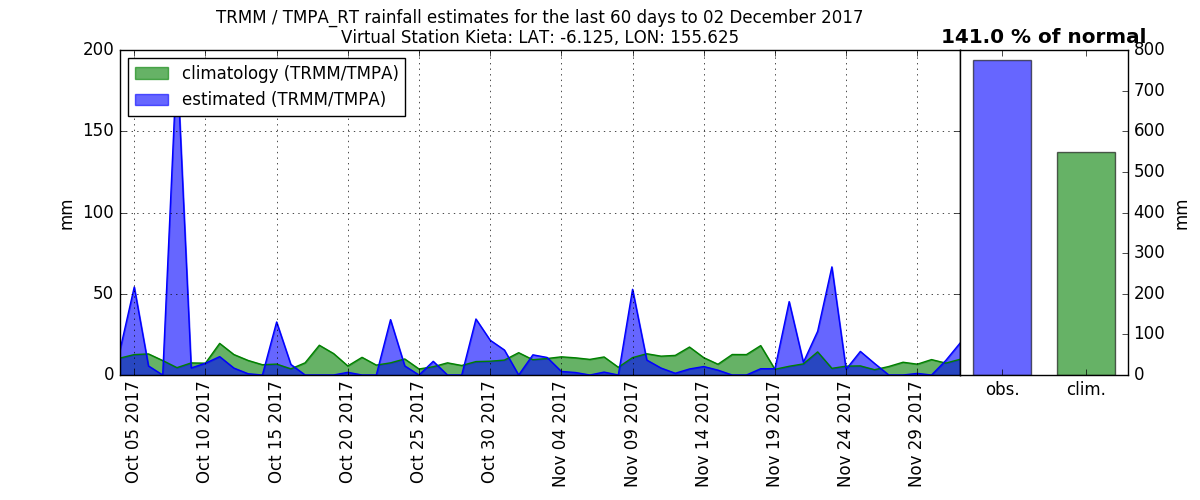 TRMM / TMPA_RT rainfall estimates for the last 60 days to 02 December 2017
Virtual Station Kieta: LAT: -6.125, LON: 155.625
141.0 % of normal
climatology (TRMM/TMPA)
estimated (TRMM/TMPA)
200
150
100
50
0
mm
Oct 05 2017
Oct 10 2017
Oct 15 2017
Oct 20 2017
Oct 25 2017
Oct 30 2017
Nov 04 2017
Nov 09 2017
Nov 14 2017
Nov 19 2017
Nov 24 2017
Nov 29 2017
800
700
600
500
400
300
200
100
0
mm
obs.
clim.